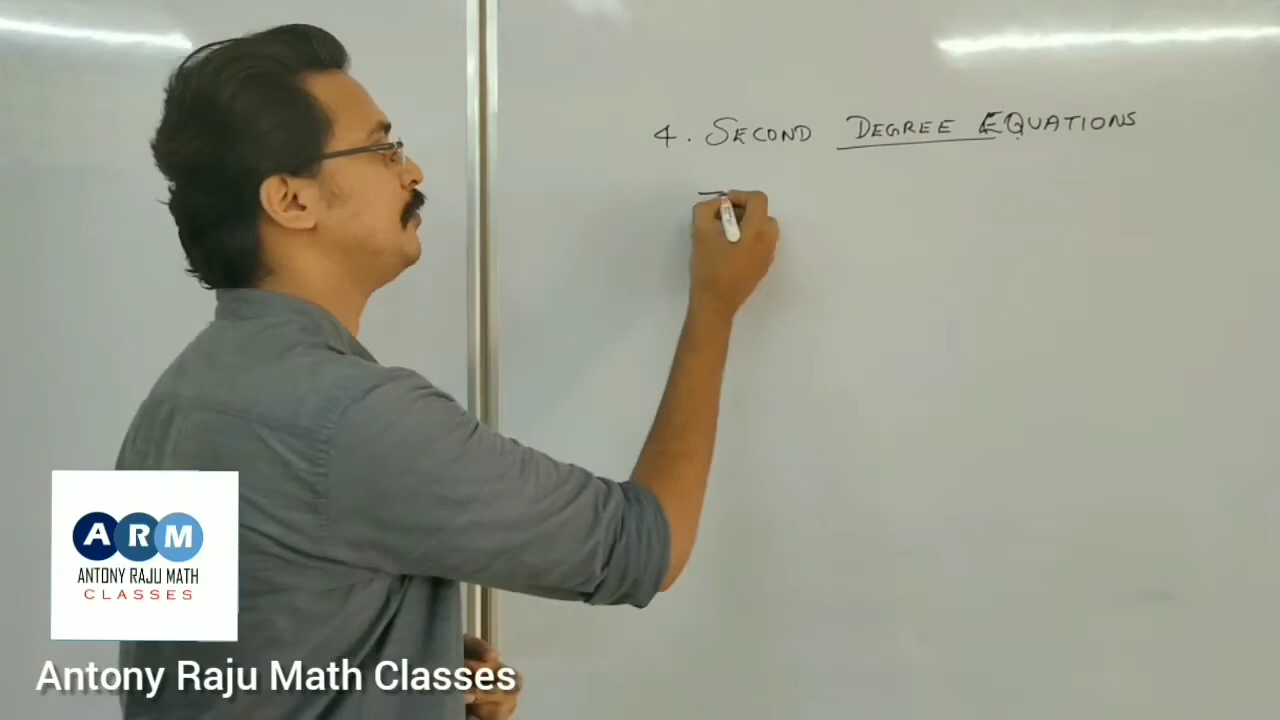 4. SECOND DEGREE EQUATIONS
ARM
ANTONY RAJU MATH
CLASSES
Antony Raju Math Classes